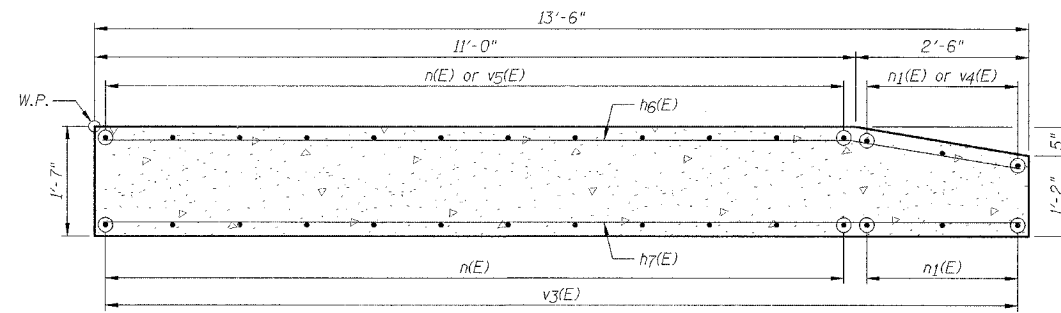 13'-6"
11'-0"
2'-6"
n(E) or v5(E)
n1(E) or v4(E)
W.P.
h6(E)
5"
1'-7"
1'-2"
h7(E)
n(E)
n1(E)
v3(E)